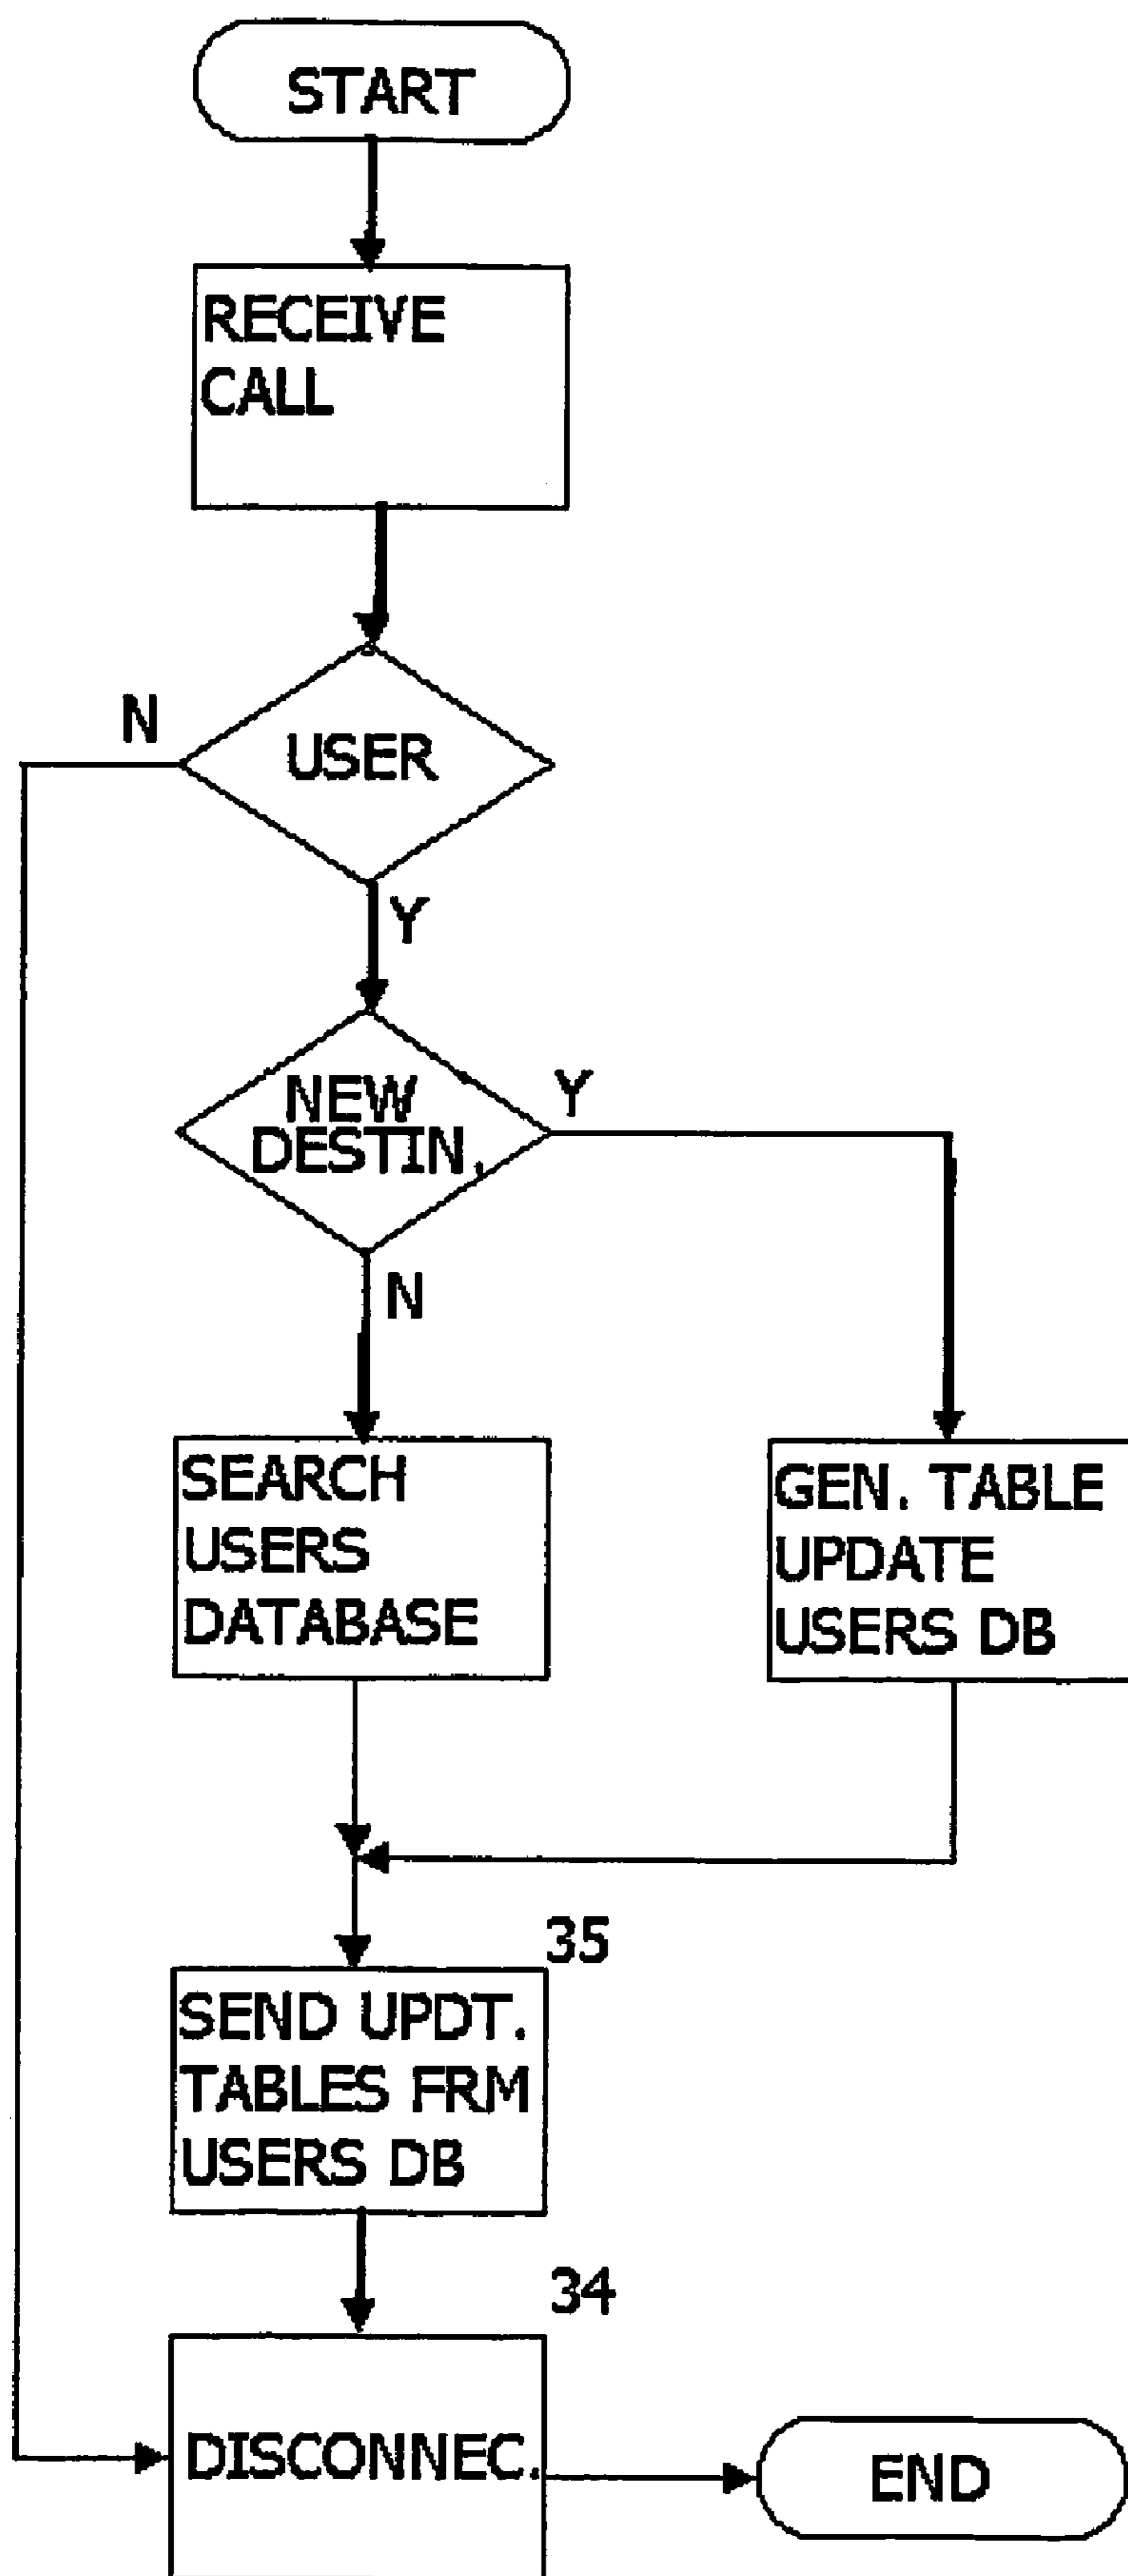 START
RECEIVE
CALL
N
USER
Y
NEW
DESTIN.
Y
N
SEARCH
USERS
DATABASE
GEN. TABLE
UPDATE
USERS DB
35
SEND UPDT.
TABLES FRM
USERS DB
34
DISCONNEC.
END